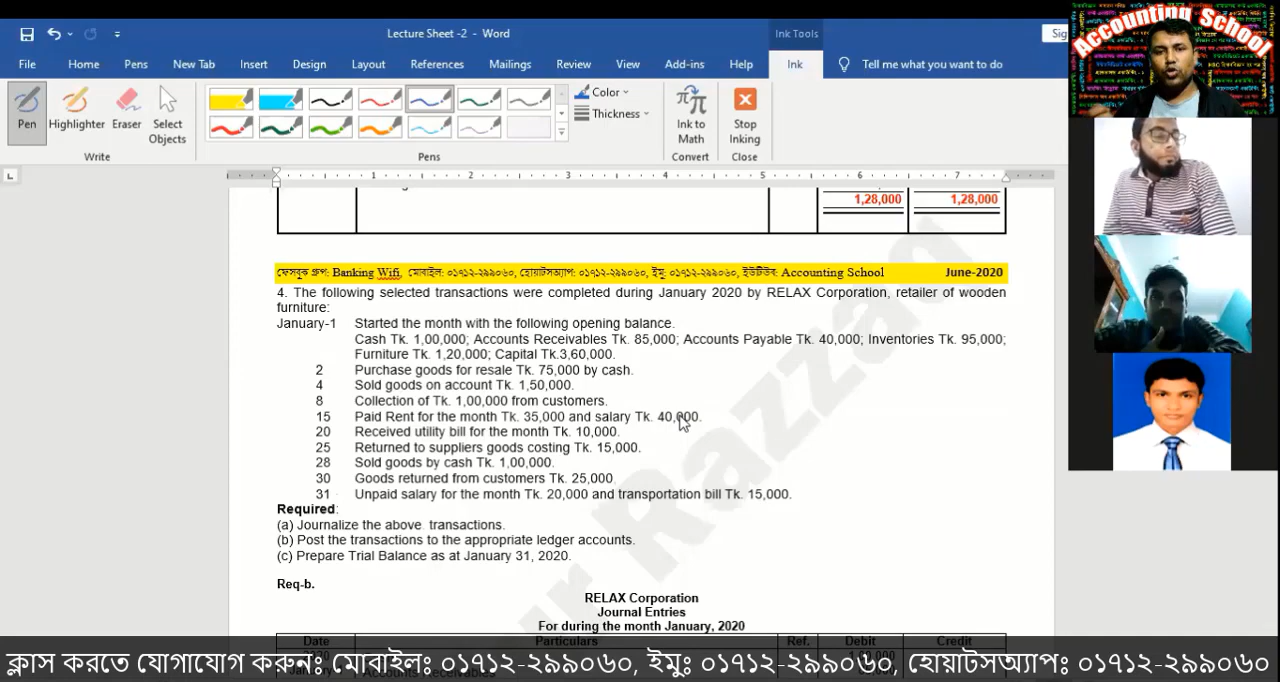 Lecture Sheet -2 - Word
Ink Tools
File Home Pens New Tab Insert Draw Design Layout References Mailings Review View Add-ins Help Ink Tell me what you want to do
Pen Highlighter Eraser Select Objects
Color
Thickness
Ink to Math
Stop Inking
Write Pens Convert Close
Accounting School
1 2 3 4 5 6 7
1,28,000 1,28,000
ফেসবুক গ্রুপ: Banking Wifi, মোবাইল: ০১৭১২-২৯৯০৬০, হোয়াটসঅ্যাপ: ০১৭১২-২৯৯০৬০, ইমু: ০১৭১২-২৯৯০৬০, ইউটিউব: Accounting School June-2020
4. The following selected transactions were completed during January 2020 by RELAX Corporation, retailer of wooden
furniture:
January-1 Started the month with the following opening balance.
Cash Tk. 1,00,000; Accounts Receivables Tk. 85,000; Accounts Payable Tk. 40,000; Inventories Tk. 95,000;
Furniture Tk. 1,20,000; Capital Tk.3,60,000.
2 Purchase goods for resale Tk. 75,000 by cash.
4 Sold goods on account Tk. 1,50,000.
8 Collection of Tk. 1,00,000 from customers.
15 Paid Rent for the month Tk. 35,000 and salary Tk. 40,000.
20 Received utility bill for the month Tk. 10,000.
25 Returned to suppliers goods costing Tk. 15,000.
28 Sold goods by cash Tk. 1,00,000.
30 Goods returned from customers Tk. 25,000
31 Unpaid salary for the month Tk. 20,000 and transportation bill Tk. 15,000.
Required:
(a) Journalize the above transactions.
(b) Post the transactions to the appropriate ledger accounts.
(c) Prepare Trial Balance as at January 31, 2020.
Req-b.
RELAX Corporation
Journal Entries
For during the month January, 2020
Date Particulars Ref. Debit Credit
ক্লাস করতে যোগাযোগ করুনঃ মোবাইলঃ ০১৭১২-২৯৯০৬০, ইমুঃ ০১৭১২-২৯৯০৬০, হোয়াটসঅ্যাপঃ ০১৭১২-২৯৯০৬০